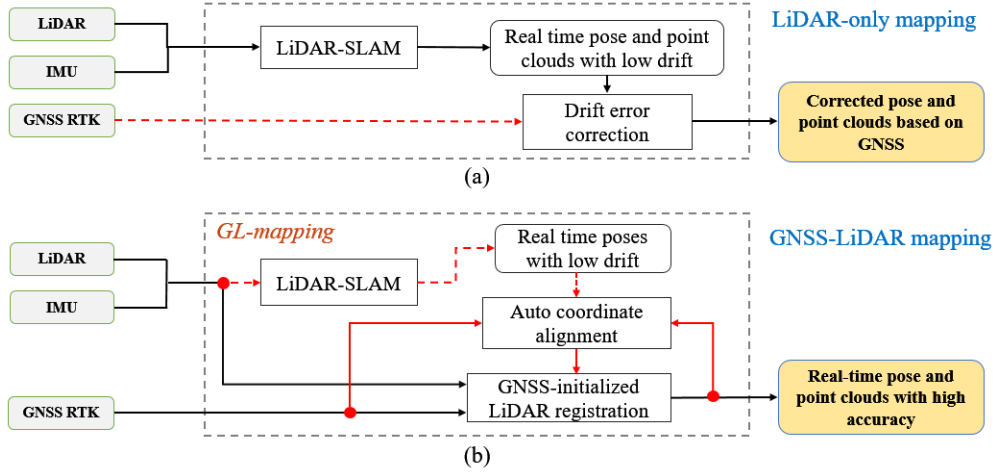 LiDAR
IMU
GNSS RTK
LiDAR-SLAM
Real time pose and point
clouds with low drift
Drift error
correction
LiDAR-only mapping
Corrected pose and
point clouds based on
GNSS
(a)
GL-mapping
LiDAR
IMU
GNSS RTK
LiDAR-SLAM
Real time poses
with low drift
Auto coordinate
alignment
GNSS-initialized
LiDAR registration
GNSS-LiDAR mapping
Real-time pose and
point clouds with high
accuracy
(b)